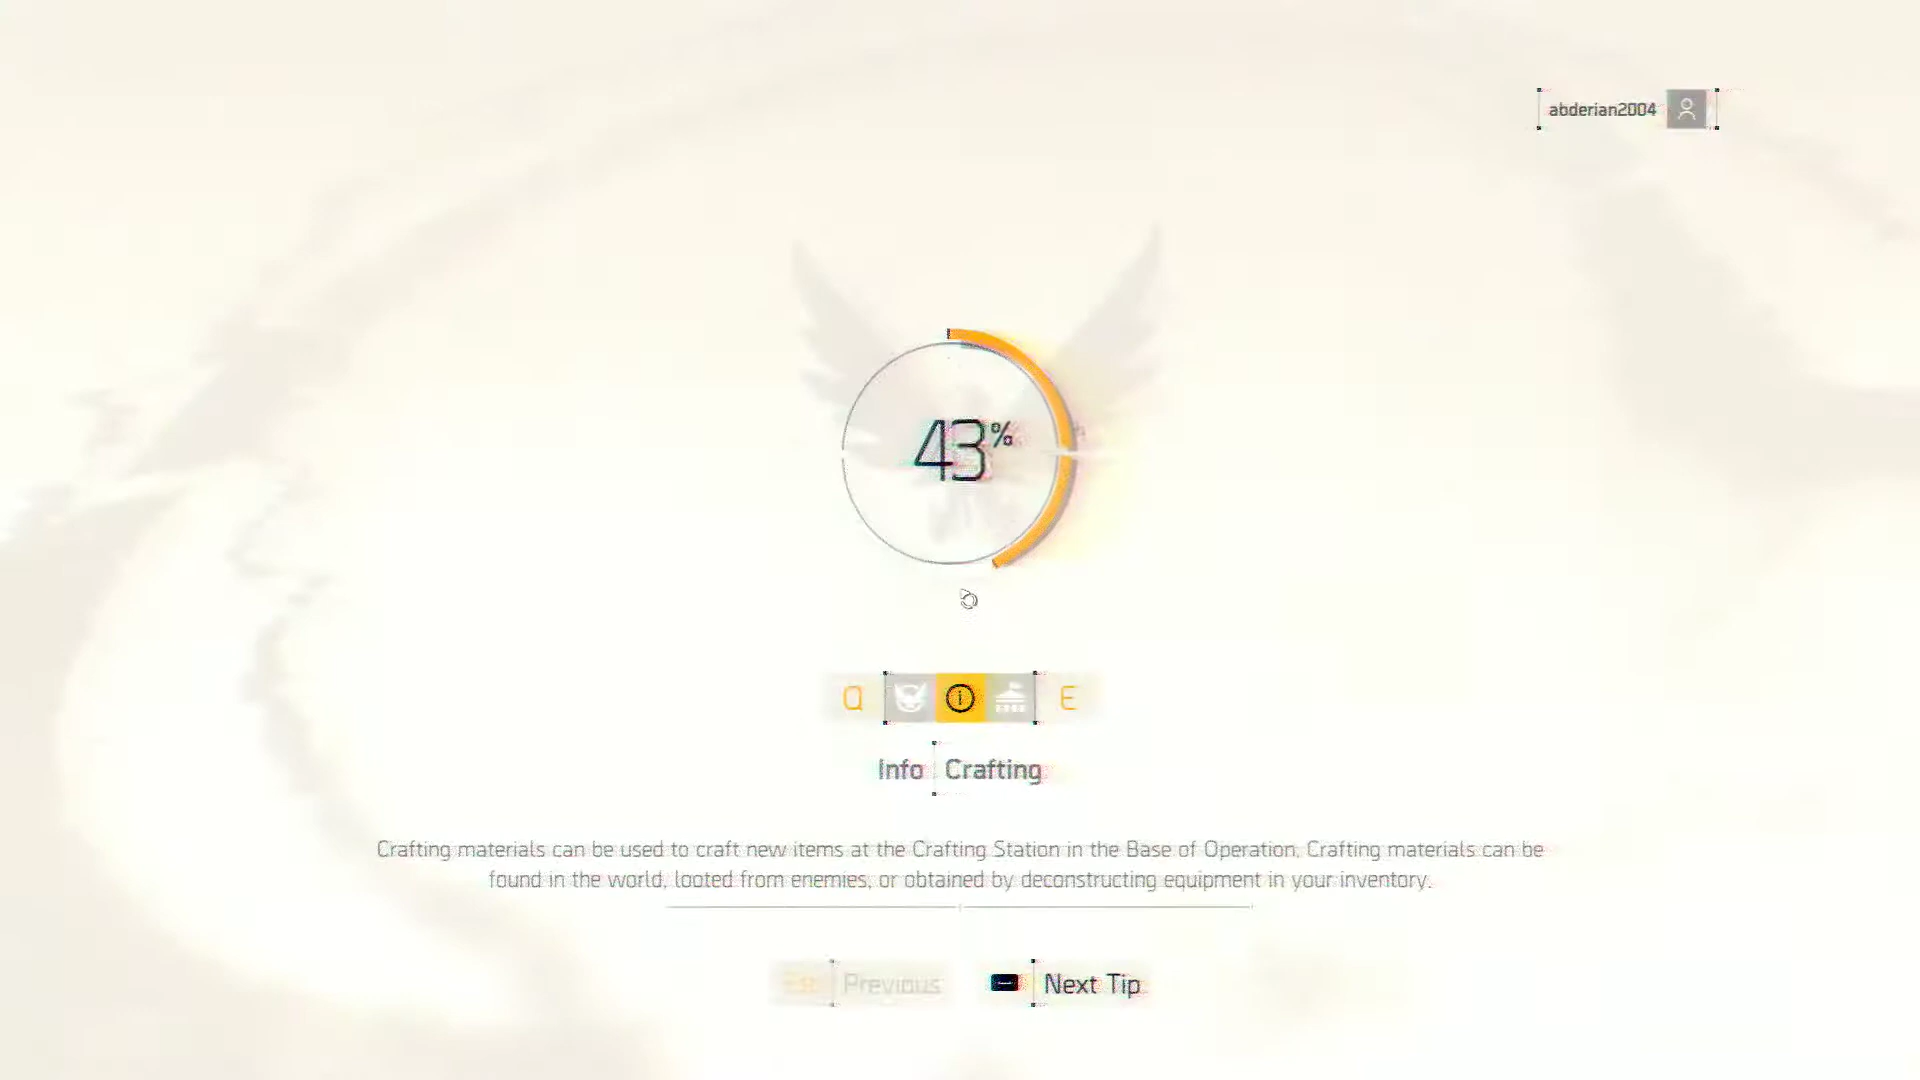 abderian2004
43%
Q E
Info Crafting
Crafting materials can be used to craft new items at the Crafting Station in the Base of Operation. Crafting materials can be
found in the world, looted from enemies, or obtained by deconstructing equipment in your inventory.
Previous Next Tip